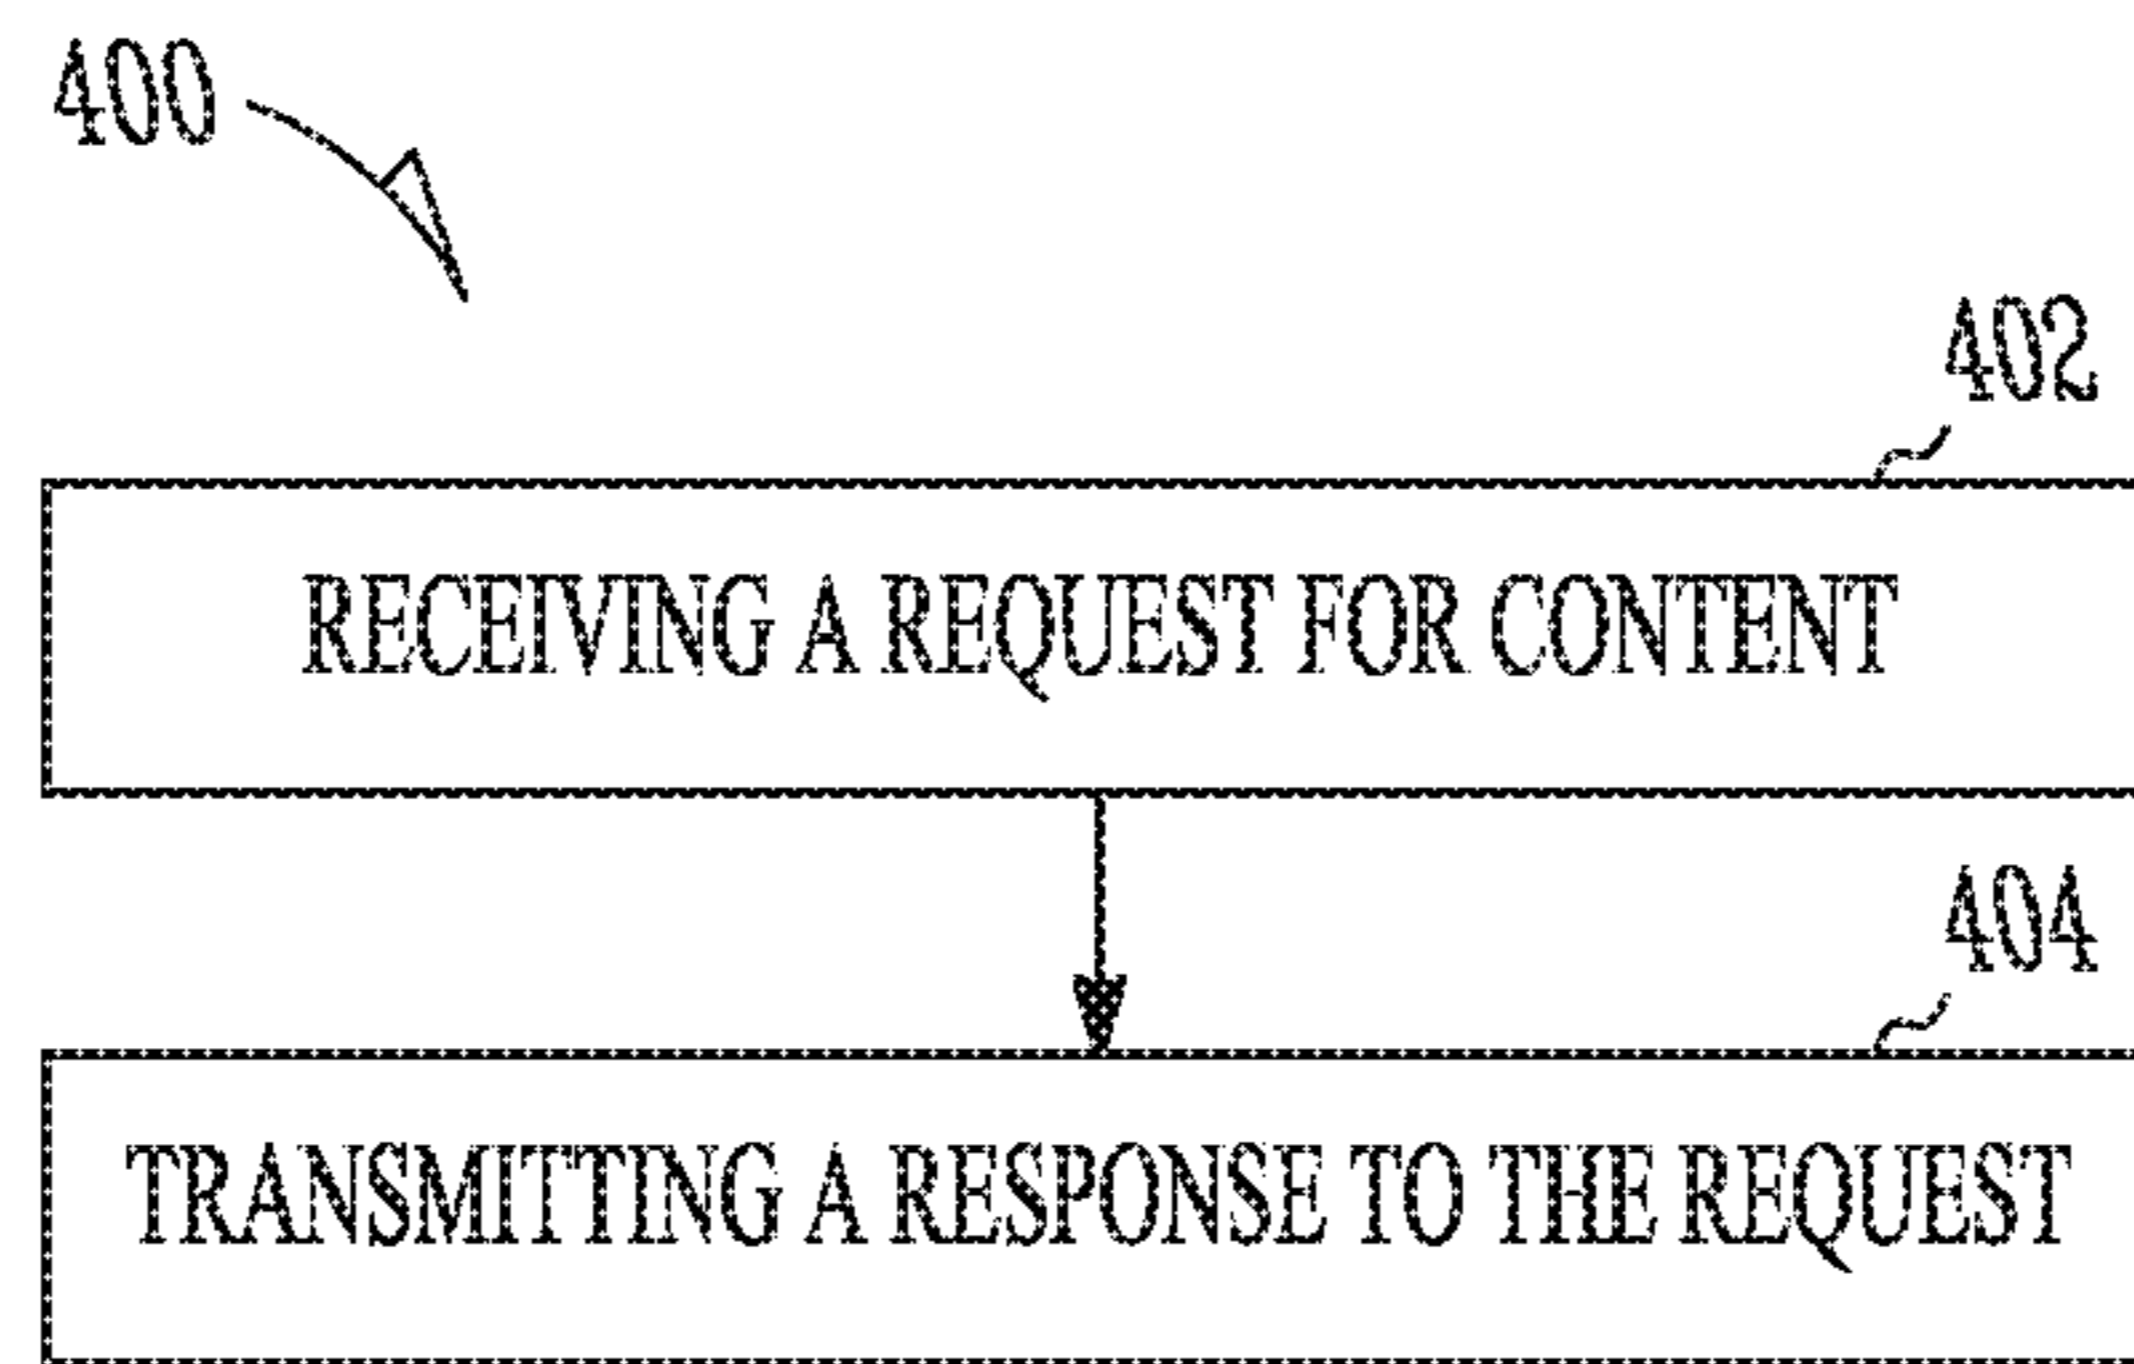 400
402
RECEIVING A REQUEST FOR CONTENT
404
TRANSMITTING A RESPONSE TO THE REQUEST